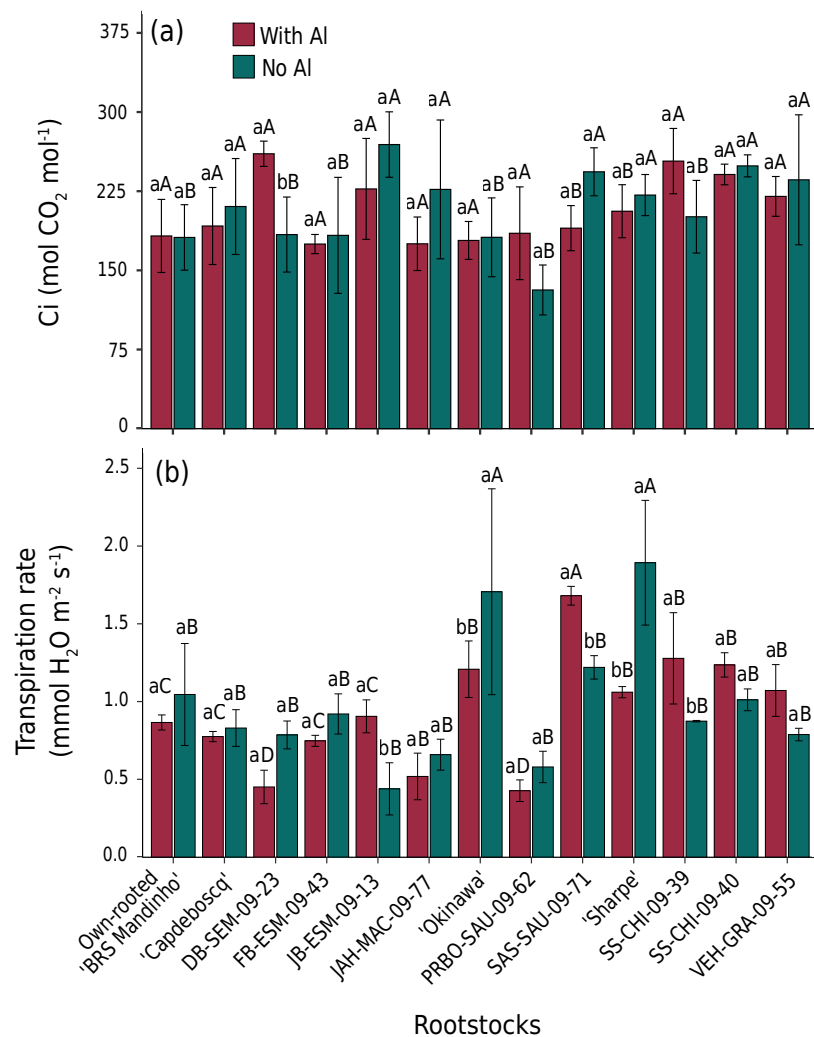 (a)
With Al
No Al
375
300
225
150
75
0
Ci (mol CO2 mol-1)
aA aB aA aA aA bB aA aB aA aA aA aA aA aB aA aB aB aA aB aA aA aB aA aA aA aA
(b)
2.5
2.0
1.5
1.0
0.5
0.0
Transpiration rate
(mmol H2O m-2 s-1)
aC aB aC aB aD aB aC aB aC bB aB aB bB aA aD aB aA bB bB aA aB bB aB aB aB aB
Own-rooted
'BRS Mandinho'
'Capdeboscq'
DB-SEM-09-23
FB-ESM-09-43
JB-ESM-09-13
JAH-MAC-09-77
'Okinawa'
PRBO-SAU-09-62
SAS-SAU-09-71
'Sharpe'
SS-CHI-09-39
SS-CHI-09-40
VEH-GRA-09-55
Rootstocks